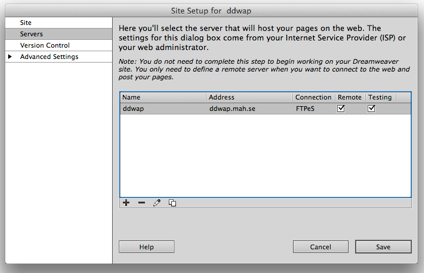 Site Setup for ddwap
Site
Servers
Version Control
Advanced Settings
Here you'll select the server that will host your pages on the web. The
settings for this dialog box come from your Internet Service Provider (ISP) or
your web administrator.
Note: You do not need to complete this step to begin working on your Dreamweaver
site. You only need to define a remote server when you want to connect to the web and
post your pages.
Name Address Connection Remote Testing
ddwap ddwap.mah.se FTPeS
Help Cancel Save